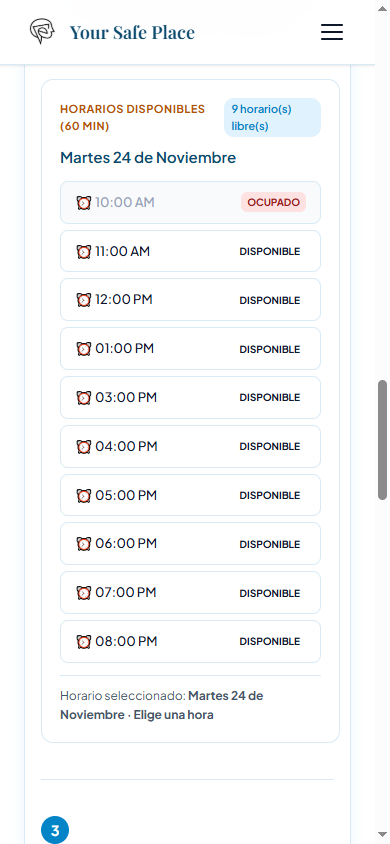 Your Safe Place
HORARIOS DISPONIBLES
(60 MIN)
9 horario(s)
libre(s)
Martes 24 de Noviembre
10:00 AM OCUPADO
11:00 AM DISPONIBLE
12:00 PM DISPONIBLE
01:00 PM DISPONIBLE
03:00 PM DISPONIBLE
04:00 PM DISPONIBLE
05:00 PM DISPONIBLE
06:00 PM DISPONIBLE
07:00 PM DISPONIBLE
08:00 PM DISPONIBLE
Horario seleccionado: Martes 24 de
Noviembre · Elige una hora
3